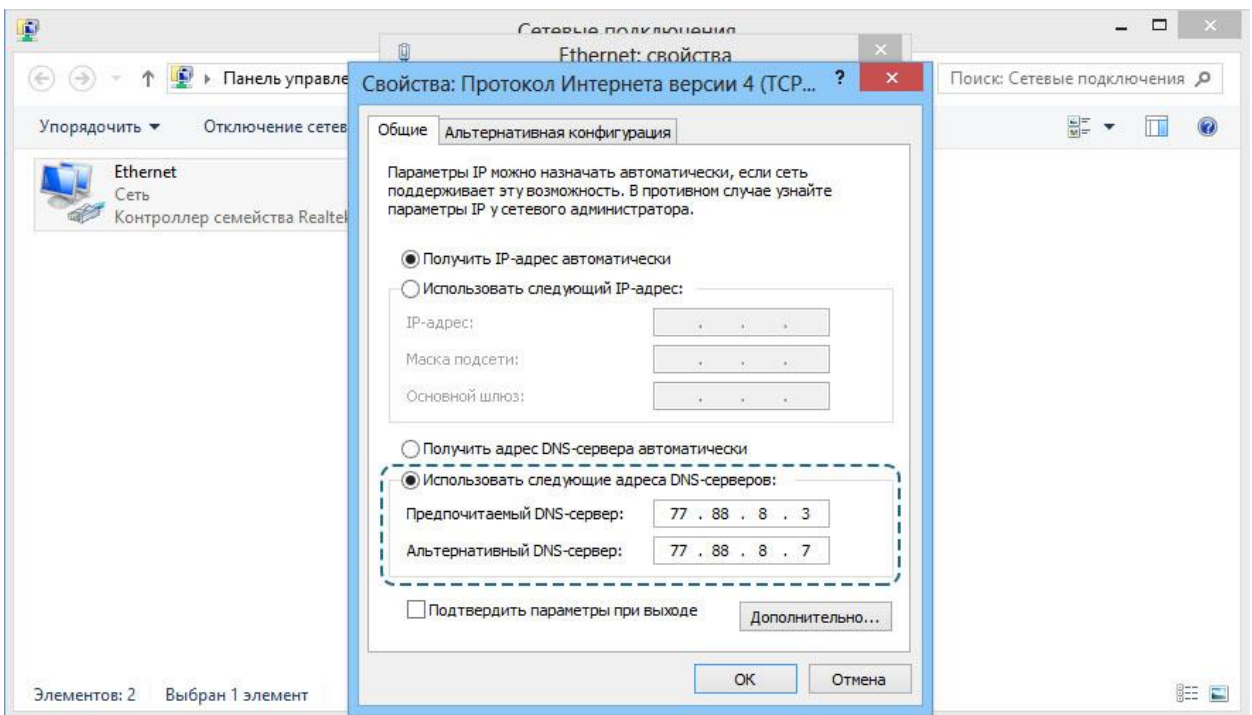 Сетевые подключения
Ethernet: свойства
Панель управле
Поиск: Сетевые подключения
Свойства: Протокол Интернета версии 4 (TCP... ?
Упорядочить
Отключение сетев
Общие
Альтернативная конфигурация
Ethernet
Сеть
Контроллер семейства Realtek
Параметры IP можно назначать автоматически, если сеть
поддерживает эту возможность. В противном случае узнайте
параметры IP у сетевого администратора.
Получить IP-адрес автоматически
Использовать следующий IP-адрес:
IP-адрес: . . .
Маска подсети: . . .
Основной шлюз: . . .
Получить адрес DNS-сервера автоматически
Использовать следующие адреса DNS-серверов:
Предпочитаемый DNS-сервер: 77 . 88 . 8 . 3
Альтернативный DNS-сервер: 77 . 88 . 8 . 7
Подтвердить параметры при выходе
Дополнительно...
OK
Отмена
Элементов: 2
Выбран 1 элемент